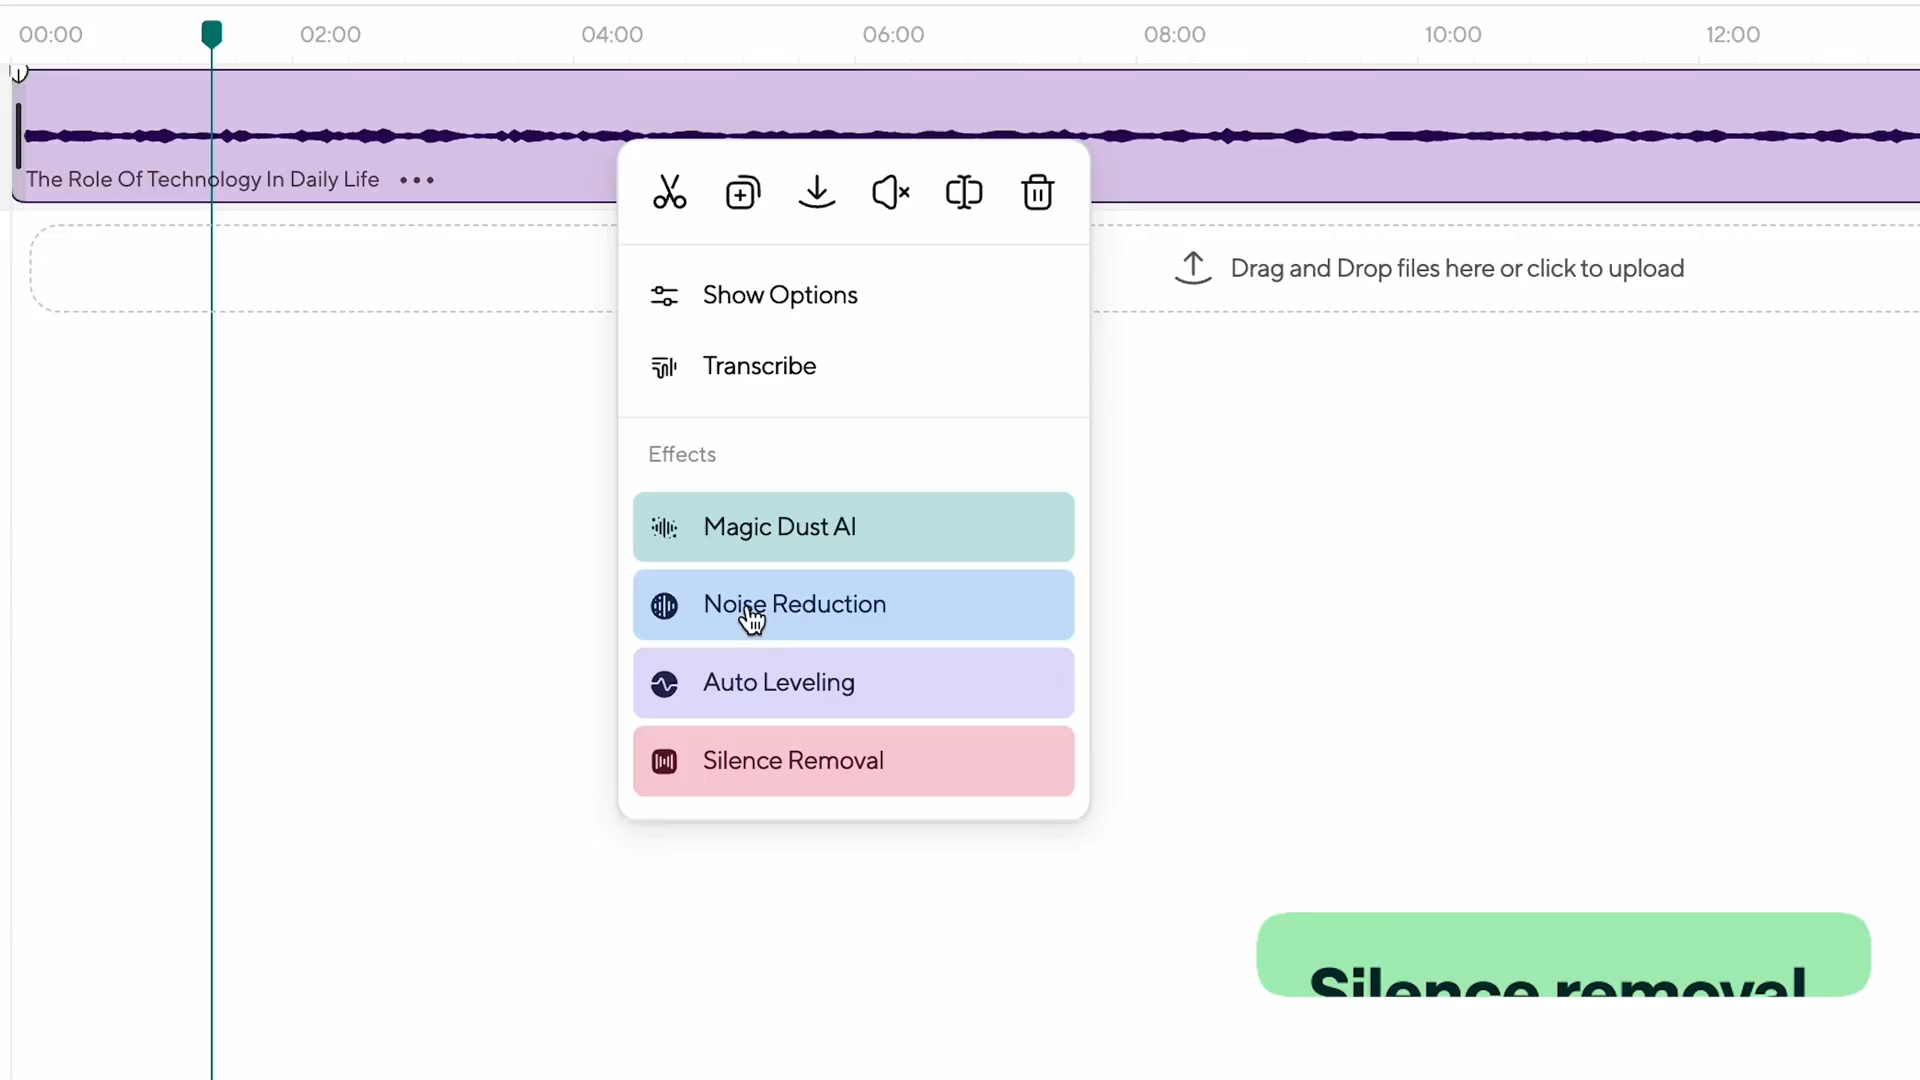 00:00 02:00 04:00 06:00 08:00 10:00 12:00
The Role Of Technology In Daily Life
Drag and Drop files here or click to upload
Show Options
Transcribe
Effects
Magic Dust AI
Noise Reduction
Auto Leveling
Silence Removal
Silence removal